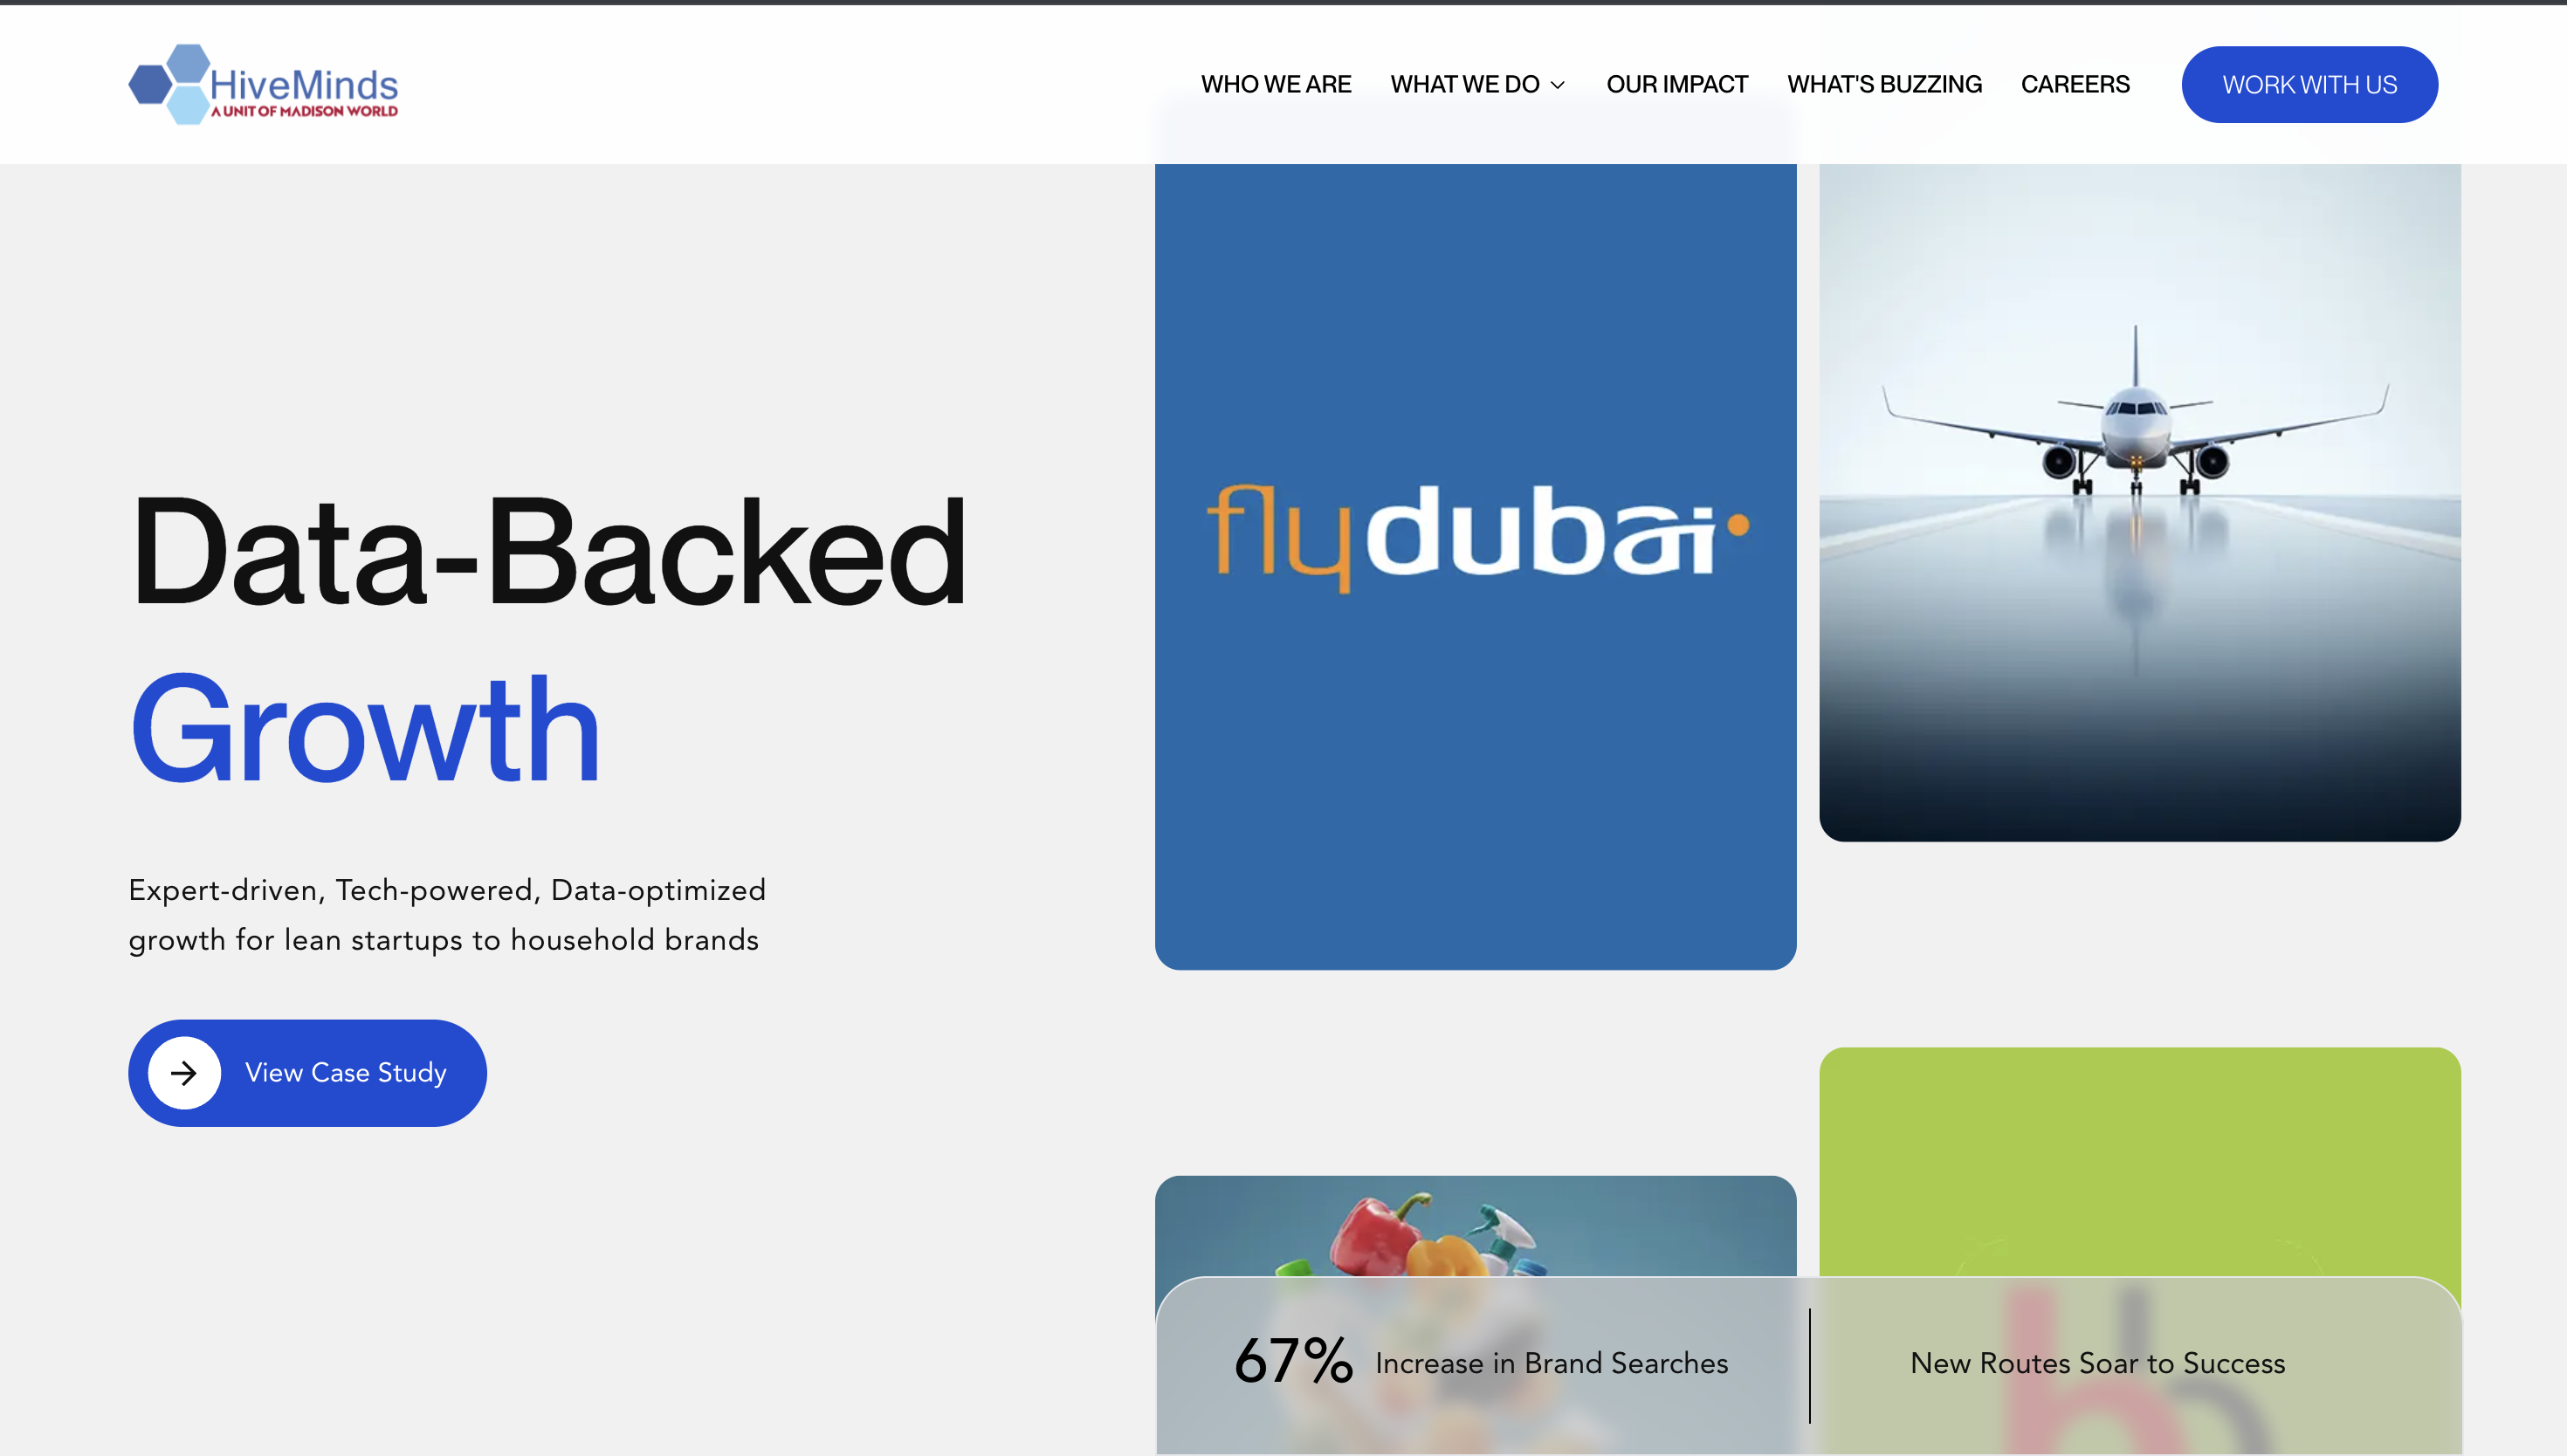 HiveMinds
A UNIT OF MADISON WORLD
WHO WE ARE
WHAT WE DO
OUR IMPACT
WHAT'S BUZZING
CAREERS
WORK WITH US
Data-Backed
Growth
Expert-driven, Tech-powered, Data-optimized
growth for lean startups to household brands
View Case Study
flydubai
67% Increase in Brand Searches
New Routes Soar to Success